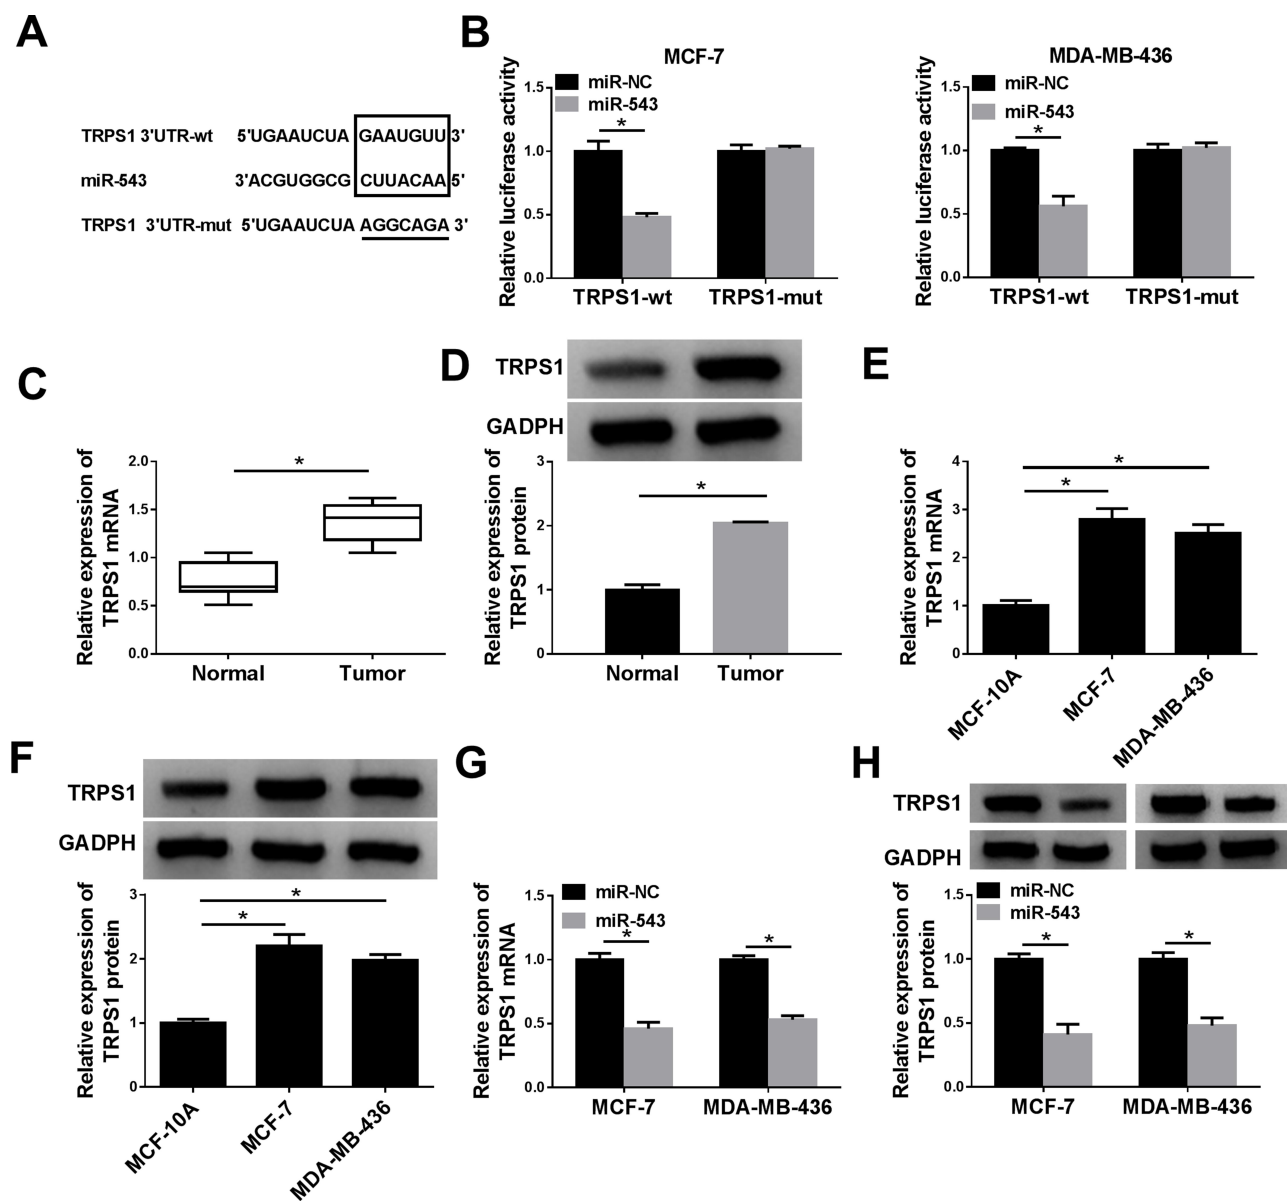 A
TRPS1 3'UTR-wt 5'UGAAUCUA GAAUGUU 3'
miR-543 3'ACGUGGCG CUUACAA 5'
TRPS1 3'UTR-mut 5'UGAAUCUA AGGCAGA 3'
B
MCF-7
miR-NC
miR-543
Relative luciferase activity
1.5
1.0
0.5
0.0
*
TRPS1-wt TRPS1-mut
MDA-MB-436
miR-NC
miR-543
Relative luciferase activity
1.5
1.0
0.5
0.0
*
TRPS1-wt TRPS1-mut
C
Relative expression of
TRPS1 mRNA
2.0
1.5
1.0
0.5
0.0
*
Normal Tumor
D
TRPS1
GADPH
Relative expression of
TRPS1 protein
3
2
1
0
*
Normal Tumor
E
Relative expression of
TRPS1 mRNA
4
3
2
1
0
*
*
MCF-10A
MCF-7
MDA-MB-436
F
TRPS1
GADPH
Relative expression of
TRPS1 protein
3
2
1
0
*
*
MCF-10A
MCF-7
MDA-MB-436
G
Relative expression of
TRPS1 mRNA
miR-NC
miR-543
1.5
1.0
0.5
0.0
*
*
MCF-7 MDA-MB-436
H
TRPS1
GADPH
Relative expression of
TRPS1 protein
miR-NC
miR-543
1.5
1.0
0.5
0.0
*
*
MCF-7 MDA-MB-436